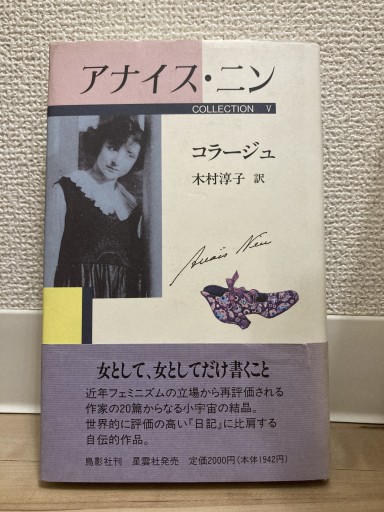 アナイス・ニン
COLLECTION V
コラージュ
木村淳子 訳
Anaïs Nin
女として、女としてだけ書くこと
近年フェミニズムの立場から再評価される
作家の20篇からなる小宇宙の結晶。
世界的に評価の高い『日記』に比肩する
自伝的作品。
鳥影社刊 星雲社発売 定価2000円(本体1942円)